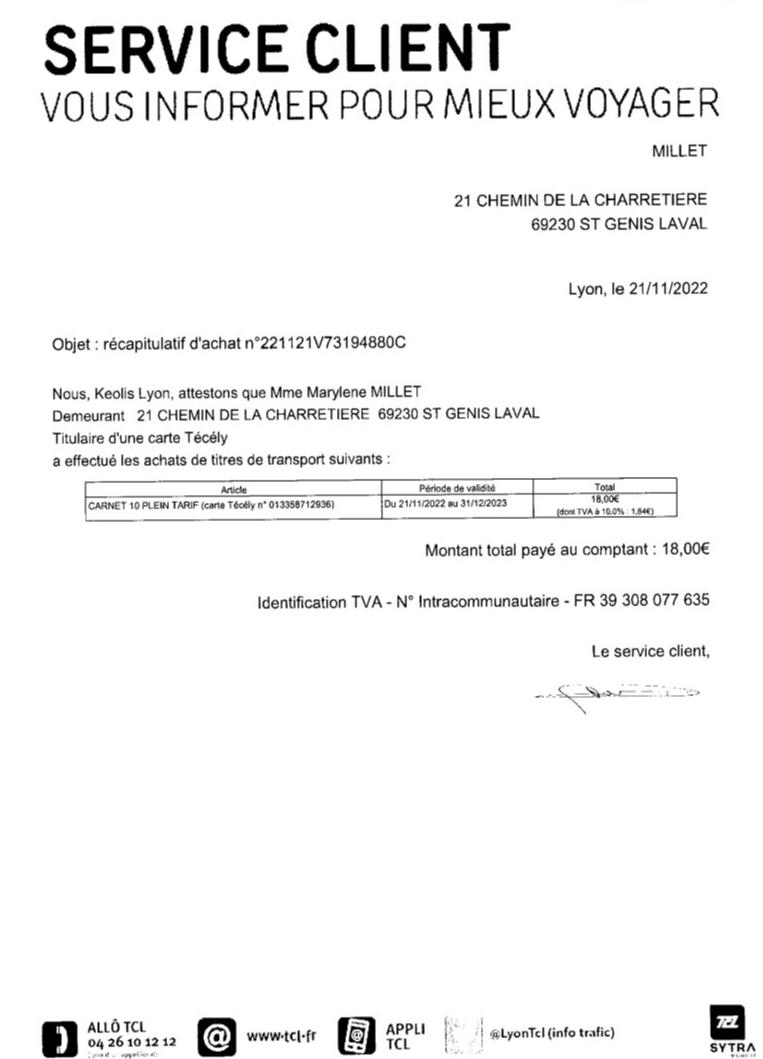 SERVICE CLIENT
VOUS INFORMER POUR MIEUX VOYAGER
MILLET
21 CHEMIN DE LA CHARRETIERE
69230 ST GENIS LAVAL
Lyon, le 21/11/2022
Objet : récapitulatif d'achat n°221121V73194880C
Nous, Keolis Lyon, attestons que Mme Marylene MILLET
Demeurant 21 CHEMIN DE LA CHARRETIERE 69230 ST GENIS LAVAL
Titulaire d'une carte Técély
a effectué les achats de titres de transport suivants :
Article Période de validité Total
CARNET 10 PLEIN TARIF (carte Técély n° 013358712936) Du 21/11/2022 au 31/12/2023 18,00€
(dont TVA à 10.0% : 1,64€)
Montant total payé au comptant : 18,00€
Identification TVA - N° Intracommunautaire - FR 39 308 077 635
Le service client,
ALLÔ TCL
04 26 10 12 12
www.tcl.fr
APPLI
TCL
@LyonTcl (info trafic)
TCL
SYTRA